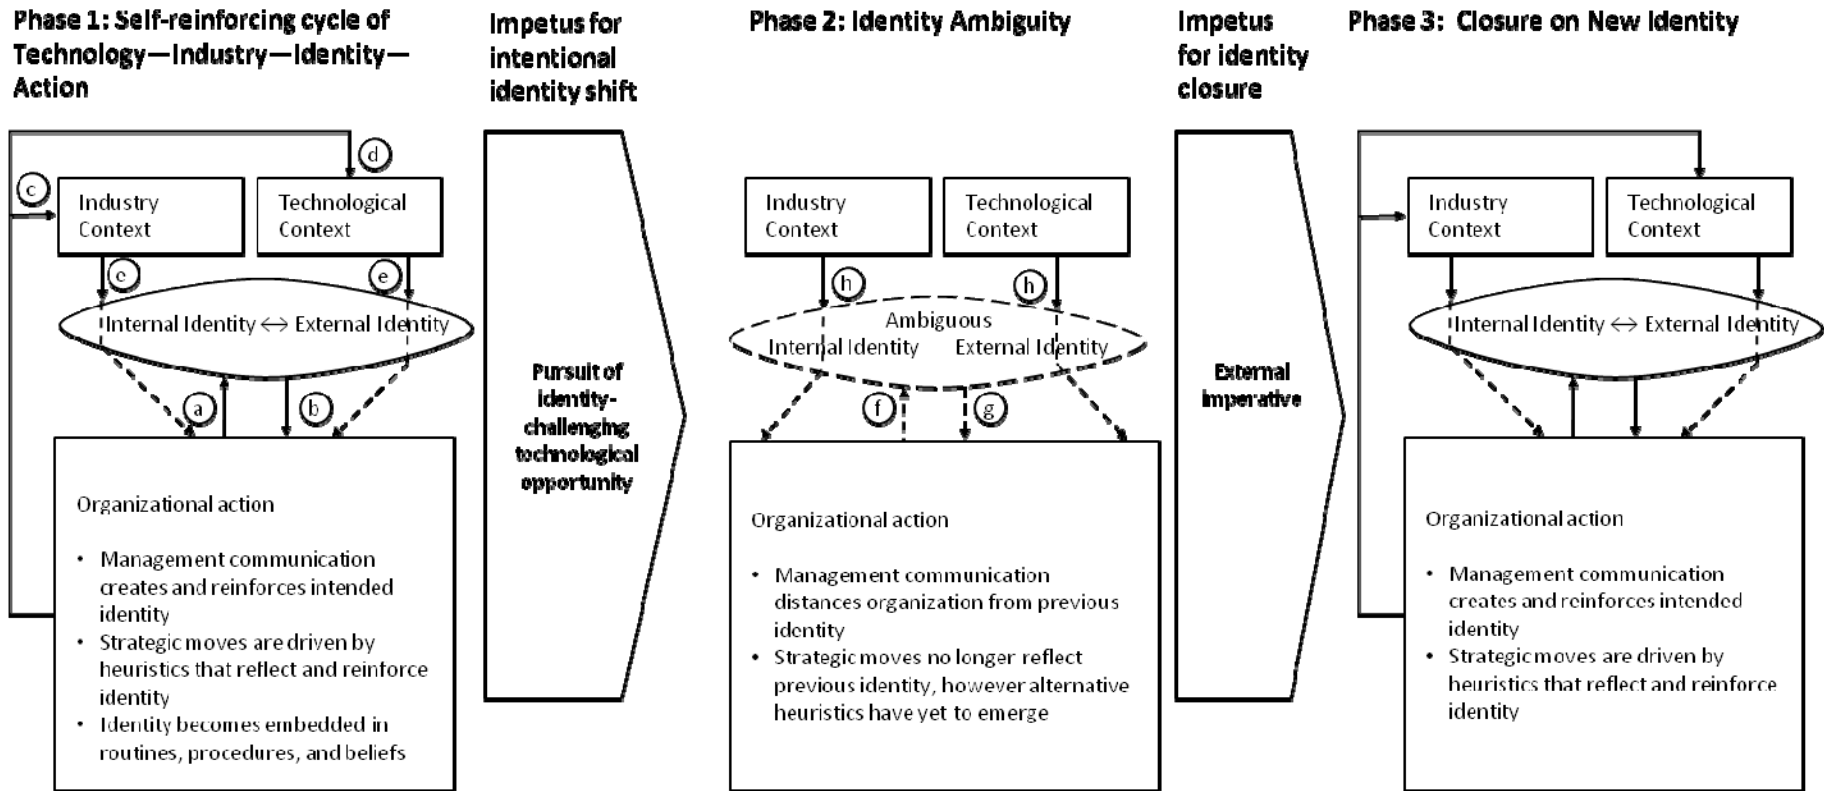 Phase 1: Self-reinforcing cycle of
Technology—Industry—Identity—
Action
Impetus for
intentional
identity shift
Phase 2: Identity Ambiguity
Impetus
for identity
closure
Phase 3: Closure on New Identity
d
c
Industry
Context
Technological
Context
e
e
Internal Identity ↔ External Identity
a
b
Organizational action
• Management communication
creates and reinforces intended
identity
• Strategic moves are driven by
heuristics that reflect and reinforce
identity
• Identity becomes embedded in
routines, procedures, and beliefs
Pursuit of
identity-
challenging
technological
opportunity
Industry
Context
Technological
Context
h
h
Ambiguous
Internal Identity External Identity
f
g
Organizational action
• Management communication
distances organization from previous
identity
• Strategic moves no longer reflect
previous identity, however alternative
heuristics have yet to emerge
External
imperative
Industry
Context
Technological
Context
Internal Identity ↔ External Identity
Organizational action
• Management communication
creates and reinforces intended
identity
• Strategic moves are driven by
heuristics that reflect and reinforce
identity